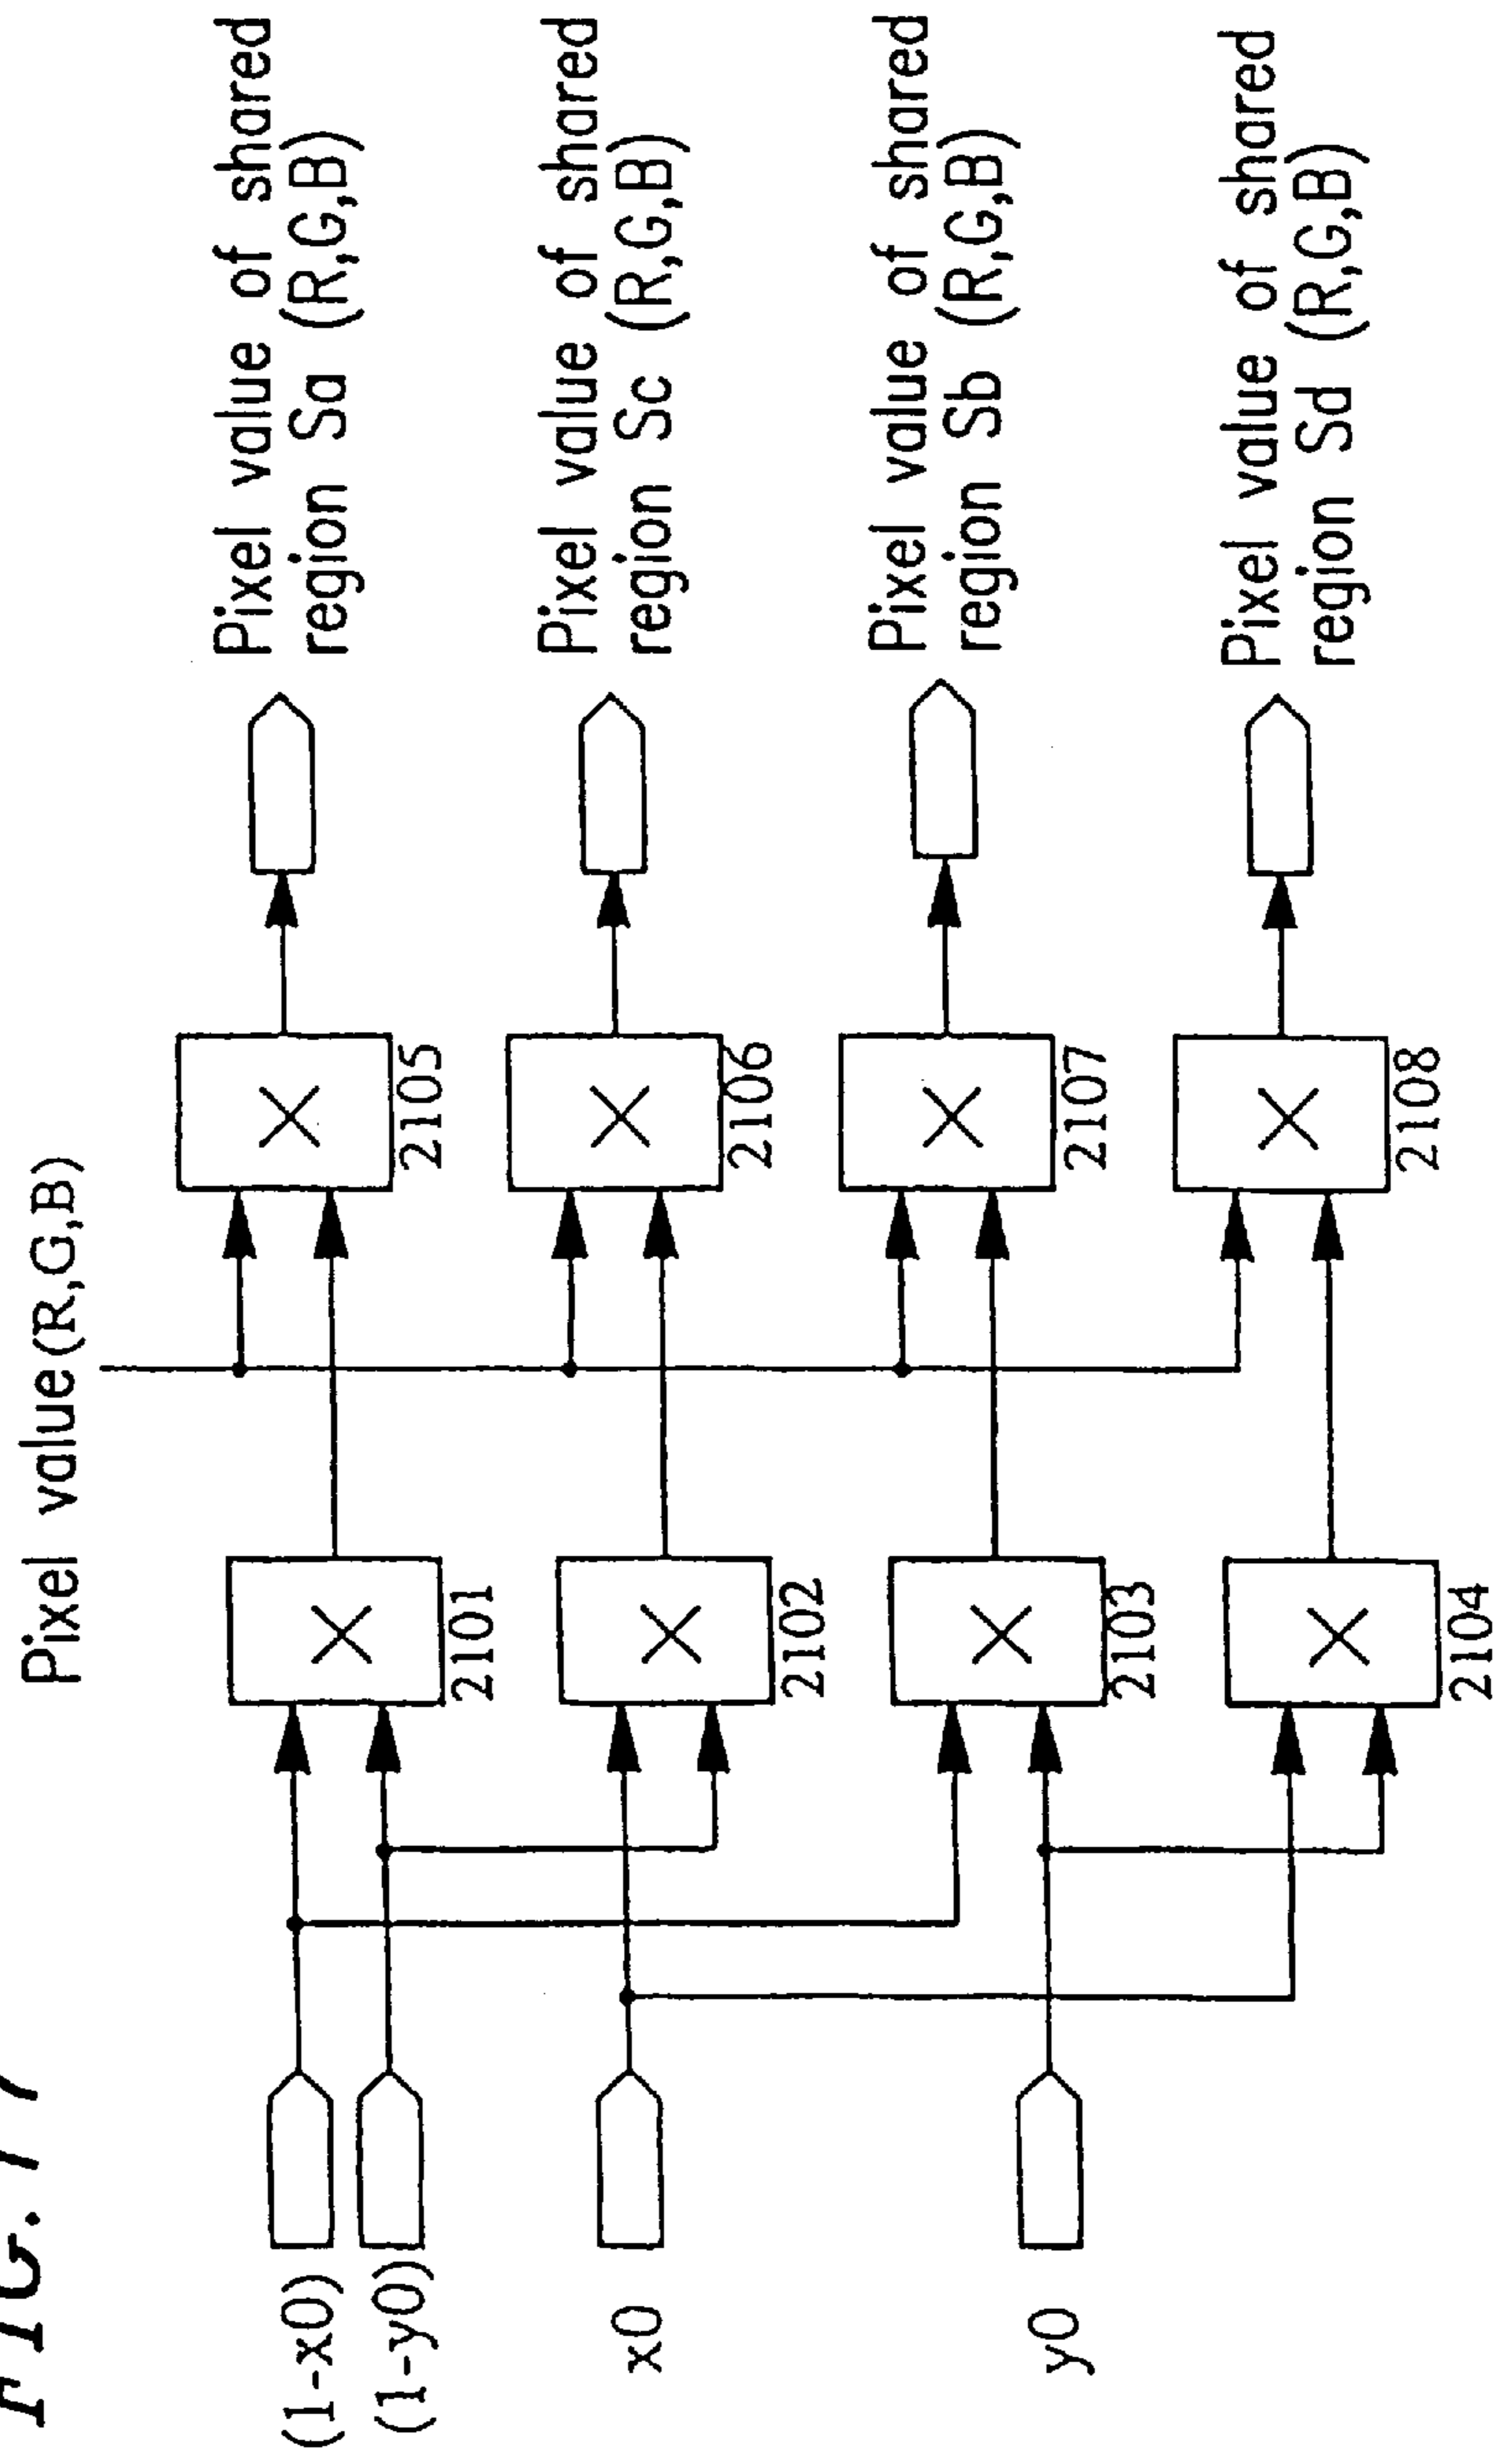 FIG. 17
Pixel value(R,G,B)
(1-x0)
(1-y0)
x0
y0
2101
2102
2103
2104
2105
2106
2107
2108
Pixel value of shared
region Sa (R,G,B)
Pixel value of shared
region Sc (R,G,B)
Pixel value of shared
region Sb (R,G,B)
Pixel value of shared
region Sd (R,G,B)